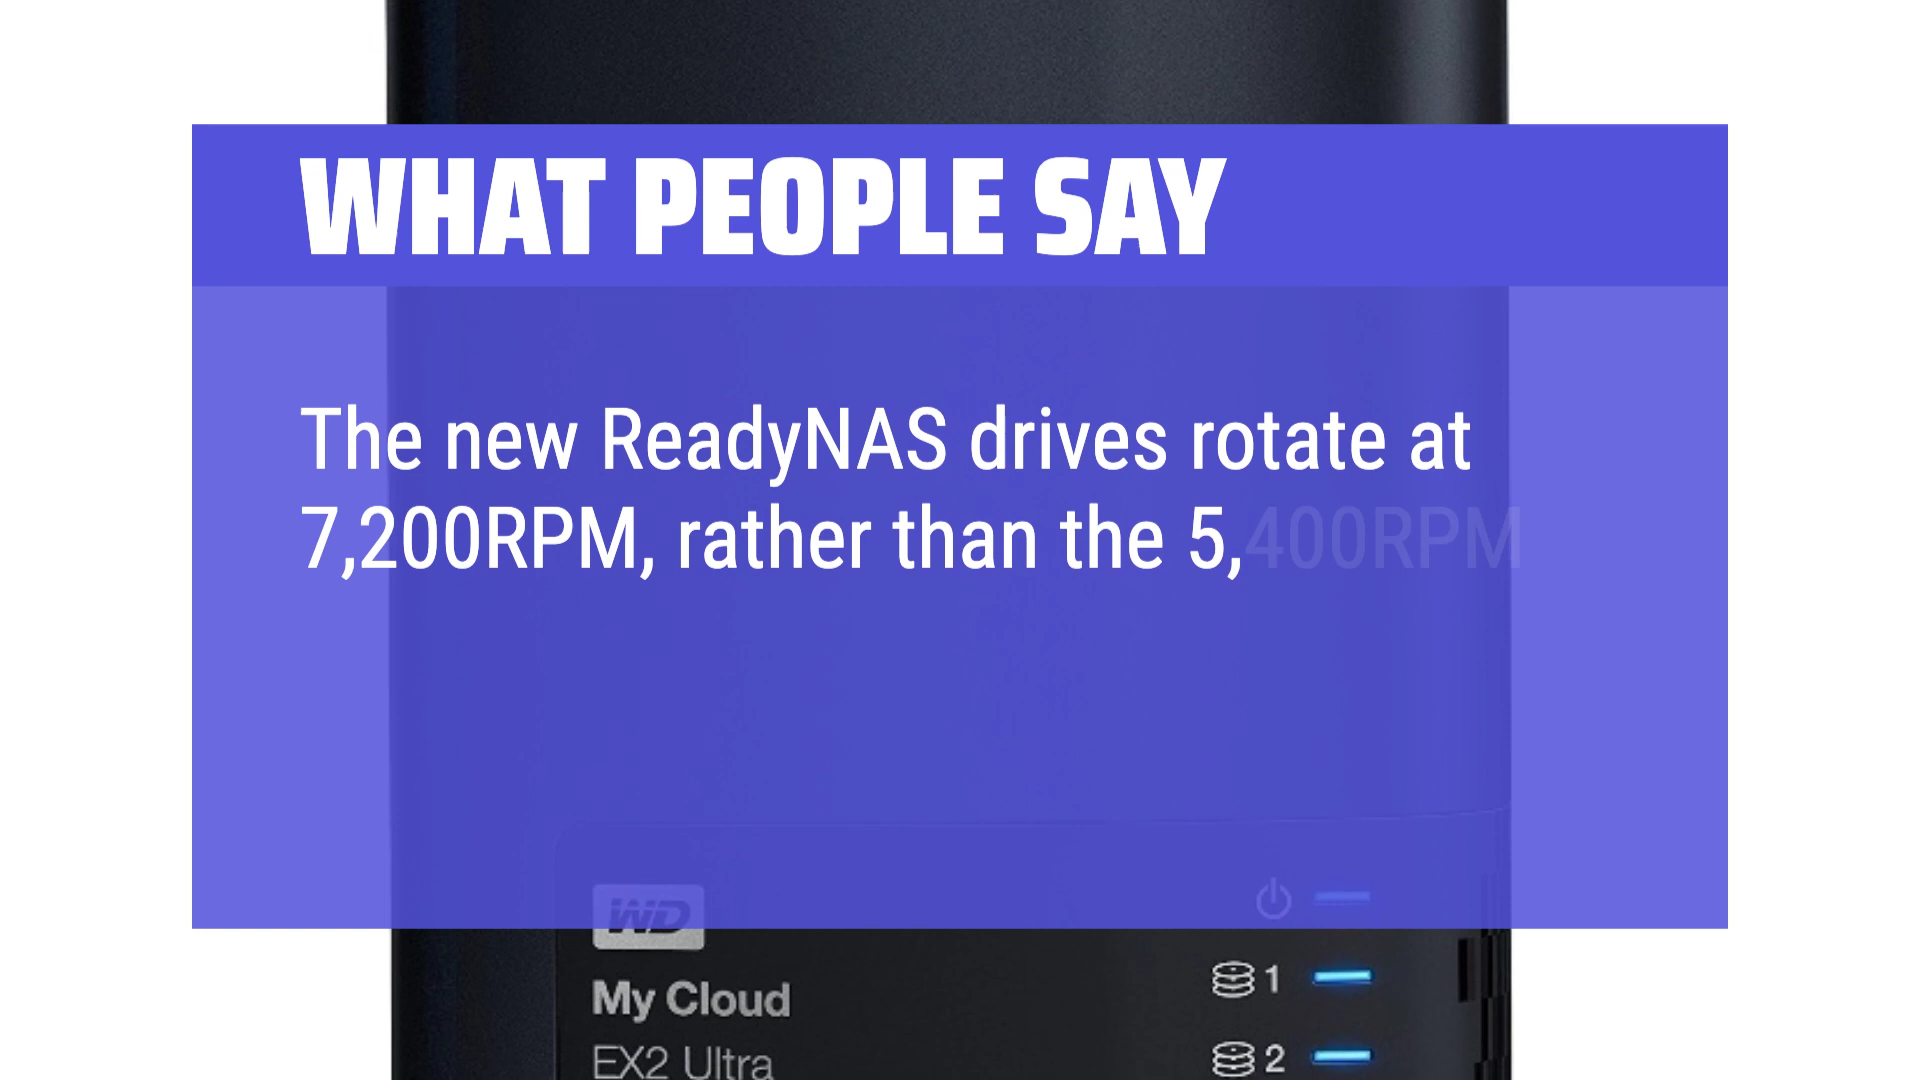 WHAT PEOPLE SAY
The new ReadyNAS drives rotate at
7,200RPM, rather than the 5,400RPM
WD
My Cloud
EX2 Ultra
1
2